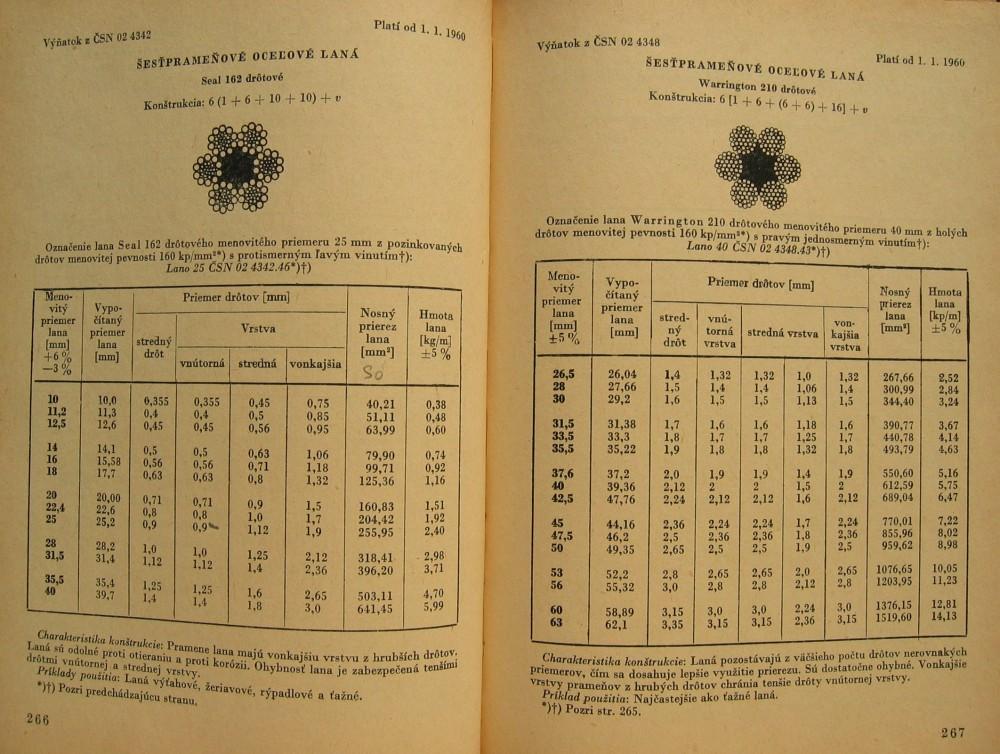 Výňatok z ČSN 02 4342
Platí od 1. 1. 1960
ŠESŤPRAMEŇOVÉ OCEĽOVÉ LANÁ
Seal 162 drôtové
Konštrukcia: 6 (1 + 6 + 10 + 10) + v
Označenie lana Seal 162 drôtového menovitého priemeru 25 mm z pozinkovaných
drôtov menovitej pevnosti 160 kp/mm²*) s protismerným ľavým vinutím†):
Lano 25 ČSN 02 4342.46*)†)
Menovitý priemer lana [mm] +6 % —3 %
Vypočítaný priemer lana [mm]
Priemer drôtov [mm]
stredný drôt
Vrstva
vnútorná stredná vonkajšia
Nosný prierez lana [mm²]
So
Hmota lana [kg/m] ±5 %
10 10,0 0,355 0,355 0,45 0,75 40,21 0,38
11,2 11,3 0,4 0,4 0,5 0,85 51,11 0,48
12,5 12,6 0,45 0,45 0,56 0,95 63,99 0,60
14 14,1 0,5 0,5 0,63 1,06 79,90 0,74
16 15,58 0,56 0,56 0,71 1,18 99,71 0,92
18 17,7 0,63 0,63 0,8 1,32 125,36 1,16
20 20,00 0,71 0,71 0,9 1,5 160,83 1,51
22,4 22,6 0,8 0,8 1,0 1,7 204,42 1,92
25 25,2 0,9 0,9 1,12 1,9 255,95 2,40
28 28,2 1,0 1,0 1,25 2,12 318,41 2,98
31,5 31,4 1,12 1,12 1,4 2,36 396,20 3,71
35,5 35,4 1,25 1,25 1,6 2,65 503,11 4,70
40 39,7 1,4 1,4 1,8 3,0 641,45 5,99
Charakteristika konštrukcie: Pramene lana majú vonkajšiu vrstvu z hrubších drôtov.
Laná sú odolné proti otieraniu a proti korózii. Ohybnosť lana je zabezpečená tenšími
drôtmi vnútornej a strednej vrstvy.
Príklady použitia: Laná výťahové, žeriavové, rýpadlové a ťažné.
*)†) Pozri predchádzajúcu stranu.
266
Výňatok z ČSN 02 4348
Platí od 1. 1. 1960
ŠESŤPRAMEŇOVÉ OCEĽOVÉ LANÁ
Warrington 210 drôtové
Konštrukcia: 6 [1 + 6 + (6 + 6) + 16] + v
Označenie lana Warrington 210 drôtového menovitého priemeru 40 mm z holých
drôtov menovitej pevnosti 160 kp/mm²*) s pravým jednosmerným vinutím†):
Lano 40 ČSN 02 4348.43*)†)
Menovitý priemer lana [mm] ±5 %
Vypočítaný priemer lana [mm]
Priemer drôtov [mm]
stredný drôt
vnútorná vrstva
stredná vrstva
vonkajšia vrstva
Nosný prierez lana [mm²]
Hmota lana [kp/m] ±5 %
26,5 26,04 1,4 1,32 1,32 1,0 1,32 267,66 2,52
28 27,66 1,5 1,4 1,4 1,06 1,4 300,99 2,84
30 29,2 1,6 1,5 1,5 1,13 1,5 344,40 3,24
31,5 31,38 1,7 1,6 1,6 1,18 1,6 390,77 3,67
33,5 33,3 1,8 1,7 1,7 1,25 1,7 440,78 4,14
35,5 35,22 1,9 1,8 1,8 1,32 1,8 493,79 4,63
37,6 37,2 2,0 1,9 1,9 1,4 1,9 550,60 5,16
40 39,36 2,12 2 2 1,5 2 612,59 5,75
42,5 47,76 2,24 2,12 2,12 1,6 2,12 689,04 6,47
45 44,16 2,36 2,24 2,24 1,7 2,24 770,01 7,22
47,5 46,2 2,5 2,36 2,36 1,8 2,36 855,96 8,02
50 49,35 2,65 2,5 2,5 1,9 2,5 959,62 8,98
53 52,2 2,8 2,65 2,65 2,0 2,65 1076,65 10,05
56 55,32 3,0 2,8 2,8 2,12 2,8 1203,95 11,23
60 58,89 3,15 3,0 3,0 2,24 3,0 1376,15 12,81
63 62,1 3,35 3,15 3,15 2,36 3,15 1519,60 14,13
Charakteristika konštrukcie: Laná pozostávajú z väčšieho počtu drôtov nerovnakých
priemerov, čím sa dosahuje lepšie využitie prierezu. Sú dostatočne ohybné. Vonkajšie
vrstvy prameňov z hrubých drôtov chránia tenšie drôty vnútornej vrstvy.
Príklad použitia: Najčastejšie ako ťažné laná.
*)†) Pozri str. 265.
267